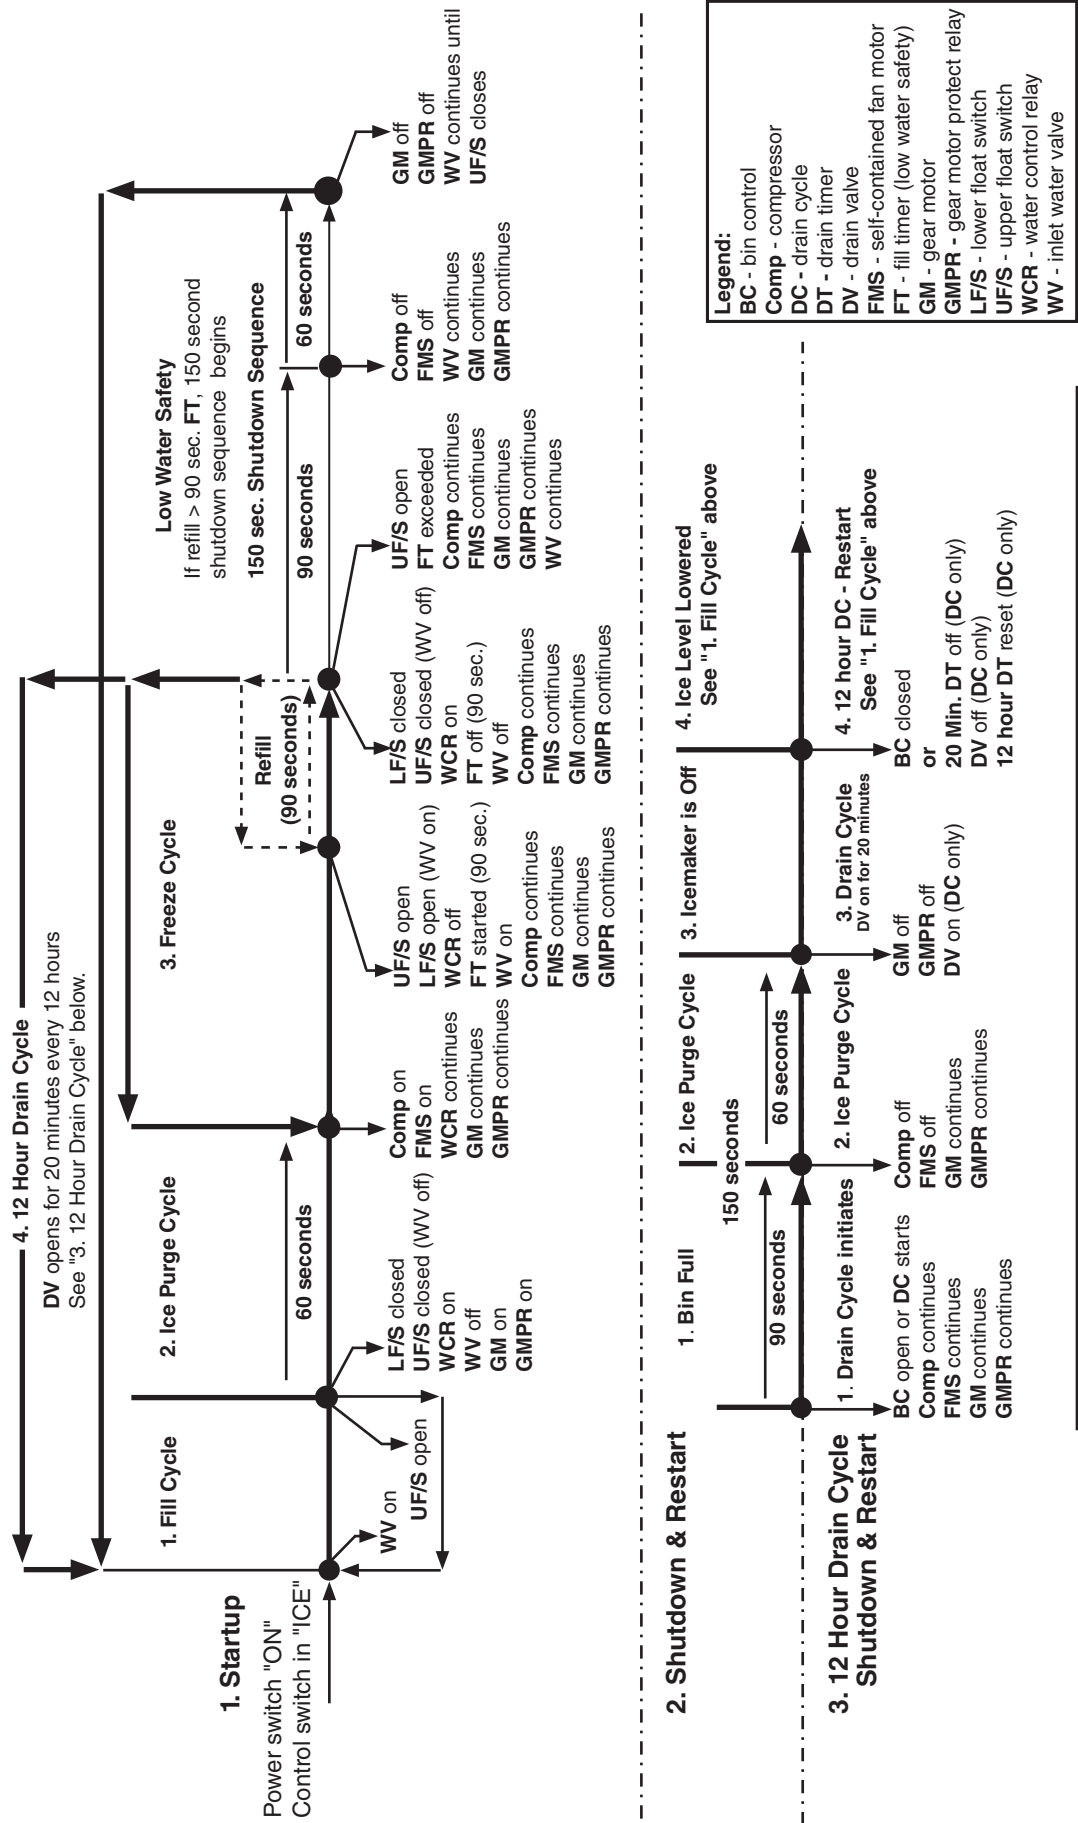 4. 12 Hour Drain Cycle
DV opens for 20 minutes every 12 hours
See "3. 12 Hour Drain Cycle" below.
1. Startup
Power switch "ON"
Control switch in "ICE"
1. Fill Cycle
2. Ice Purge Cycle
3. Freeze Cycle
Low Water Safety
If refill > 90 sec. FT, 150 second
shutdown sequence begins
150 sec. Shutdown Sequence
60 seconds
Refill
(90 seconds)
90 seconds
60 seconds
WV on
UF/S open
LF/S closed
UF/S closed (WV off)
WCR on
WV off
GM on
GMPR on
Comp on
FMS on
WCR continues
GM continues
GMPR continues
UF/S open
LF/S open (WV on)
WCR off
FT started (90 sec.)
WV on
Comp continues
FMS continues
GM continues
GMPR continues
LF/S closed
UF/S closed (WV off)
WCR on
FT off (90 sec.)
WV off
Comp continues
FMS continues
GM continues
GMPR continues
UF/S open
FT exceeded
Comp continues
FMS continues
GM continues
GMPR continues
WV continues
Comp off
FMS off
WV continues
GM continues
GMPR continues
GM off
GMPR off
WV continues until
UF/S closes
2. Shutdown & Restart
1. Bin Full
2. Ice Purge Cycle
3. Icemaker is Off
4. Ice Level Lowered
See "1. Fill Cycle" above
150 seconds
90 seconds
60 seconds
3. 12 Hour Drain Cycle
Shutdown & Restart
1. Drain Cycle initiates
2. Ice Purge Cycle
3. Drain Cycle
DV on for 20 minutes
4. 12 hour DC - Restart
See "1. Fill Cycle" above
BC open or DC starts
Comp continues
FMS continues
GM continues
GMPR continues
Comp off
FMS off
GM continues
GMPR continues
GM off
GMPR off
DV on (DC only)
BC closed
or
20 Min. DT off (DC only)
DV off (DC only)
12 hour DT reset (DC only)
Legend:
BC - bin control
Comp - compressor
DC - drain cycle
DT - drain timer
DV - drain valve
FMS - self-contained fan motor
FT - fill timer (low water safety)
GM - gear motor
GMPR - gear motor protect relay
LF/S - lower float switch
UF/S - upper float switch
WCR - water control relay
WV - inlet water valve